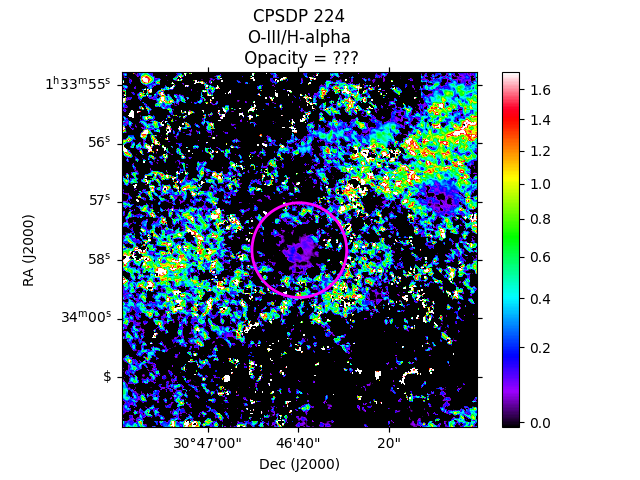 CPSDP 224
O-III/H-alpha
Opacity = ???
1h33m55s
56s
57s
58s
34m00s
$
30°47'00"
46'40"
20"
RA (J2000)
Dec (J2000)
1.6
1.4
1.2
1.0
0.8
0.6
0.4
0.2
0.0